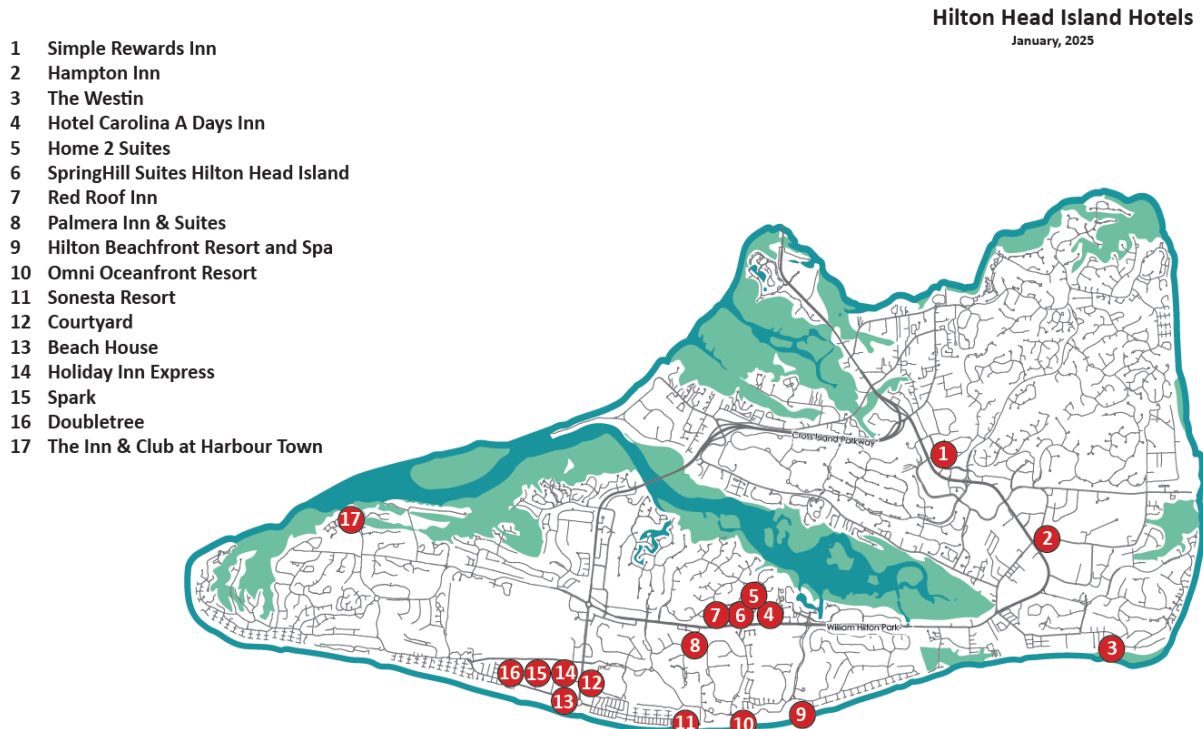 Hilton Head Island Hotels
January, 2025
1 Simple Rewards Inn
2 Hampton Inn
3 The Westin
4 Hotel Carolina A Days Inn
5 Home 2 Suites
6 SpringHill Suites Hilton Head Island
7 Red Roof Inn
8 Palmera Inn & Suites
9 Hilton Beachfront Resort and Spa
10 Omni Oceanfront Resort
11 Sonesta Resort
12 Courtyard
13 Beach House
14 Holiday Inn Express
15 Spark
16 Doubletree
17 The Inn & Club at Harbour Town
Cross Island Parkway
1
17
2
5
7 6 4
William Hilton Park
8
3
16 15 14
12
13
9
11 10